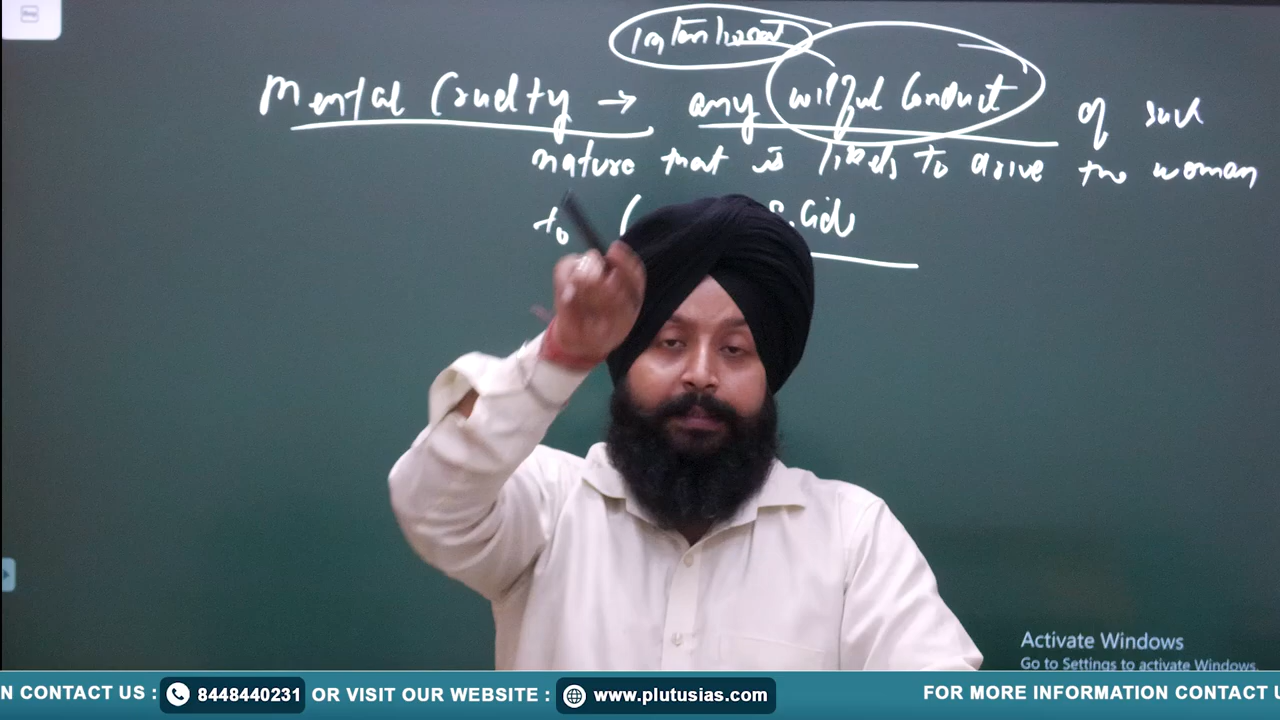 intentional
Mental Cruelty → any wilful Conduct of such
nature that is likely to drive the woman
to
Activate Windows
Go to Settings to activate Windows.
N CONTACT US : 8448440231 OR VISIT OUR WEBSITE : www.plutusias.com FOR MORE INFORMATION CONTACT U